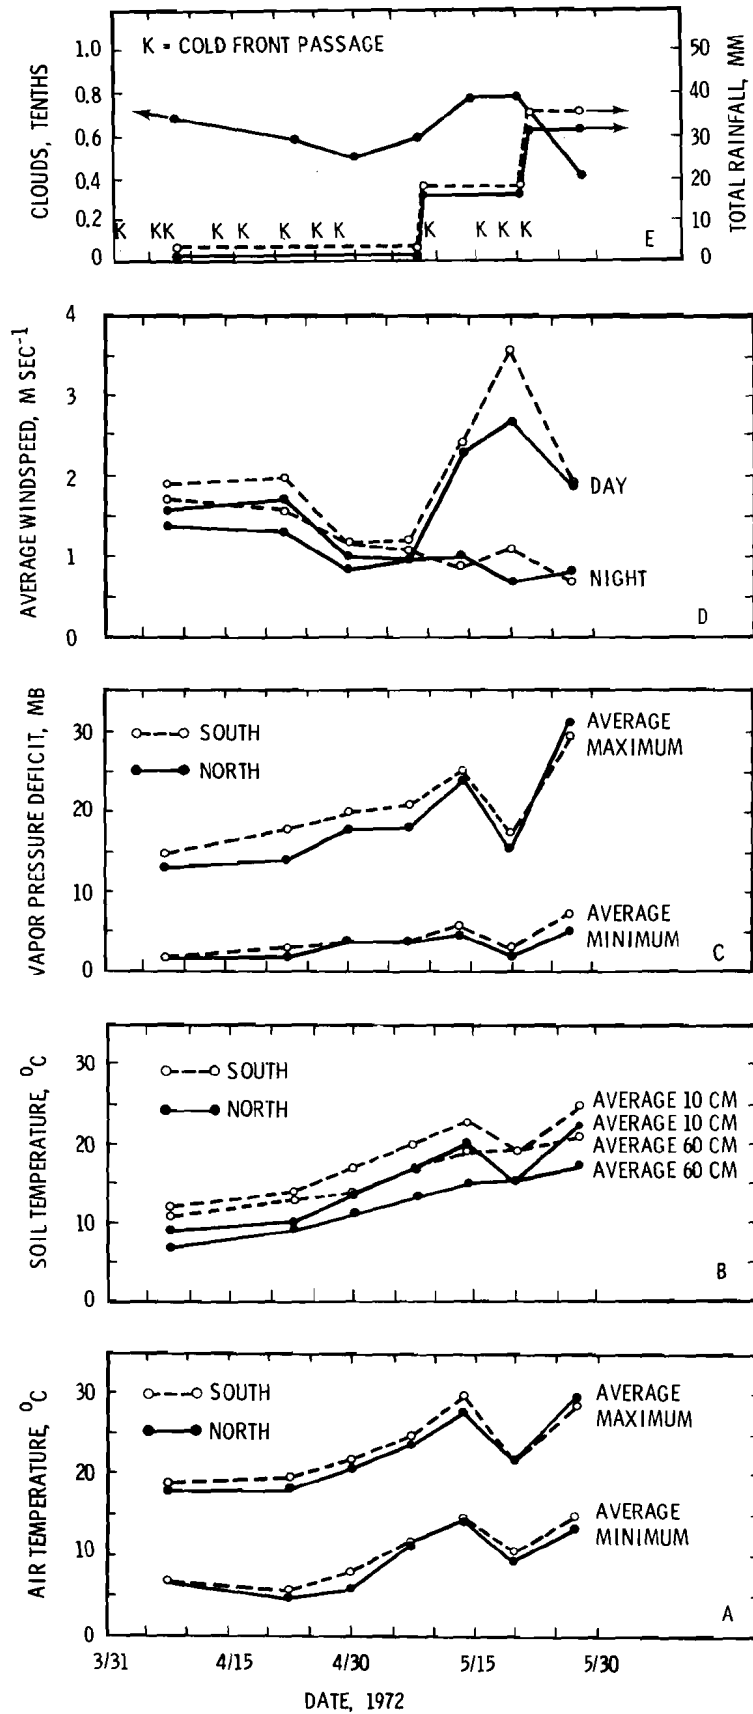 K = COLD FRONT PASSAGE
CLOUDS, TENTHS
1.0
0.8
0.6
0.4
0.2
0
TOTAL RAINFALL, MM
50
40
30
20
10
0
K KK K K K K K K K K K
E
AVERAGE WINDSPEED, M SEC-1
4
3
2
1
0
DAY
NIGHT
D
VAPOR PRESSURE DEFICIT, MB
30
20
10
0
SOUTH
NORTH
AVERAGE
MAXIMUM
AVERAGE
MINIMUM
C
SOIL TEMPERATURE, °C
30
20
10
0
SOUTH
NORTH
AVERAGE 10 CM
AVERAGE 10 CM
AVERAGE 60 CM
AVERAGE 60 CM
B
AIR TEMPERATURE, °C
30
20
10
0
SOUTH
NORTH
AVERAGE
MAXIMUM
AVERAGE
MINIMUM
A
3/31 4/15 4/30 5/15 5/30
DATE, 1972